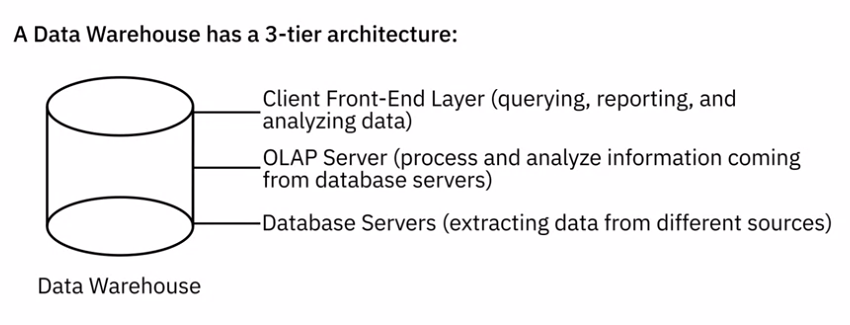 A Data Warehouse has a 3-tier architecture:
Client Front-End Layer (querying, reporting, and
analyzing data)
OLAP Server (process and analyze information coming
from database servers)
Database Servers (extracting data from different sources)
Data Warehouse